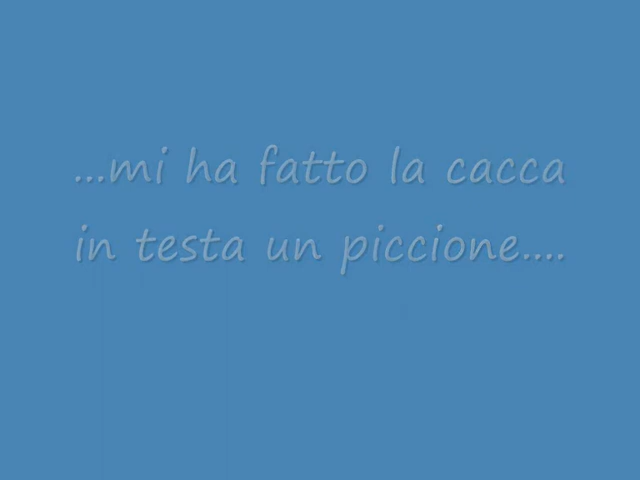 ...mi ha fatto la cacca
in testa un piccione....